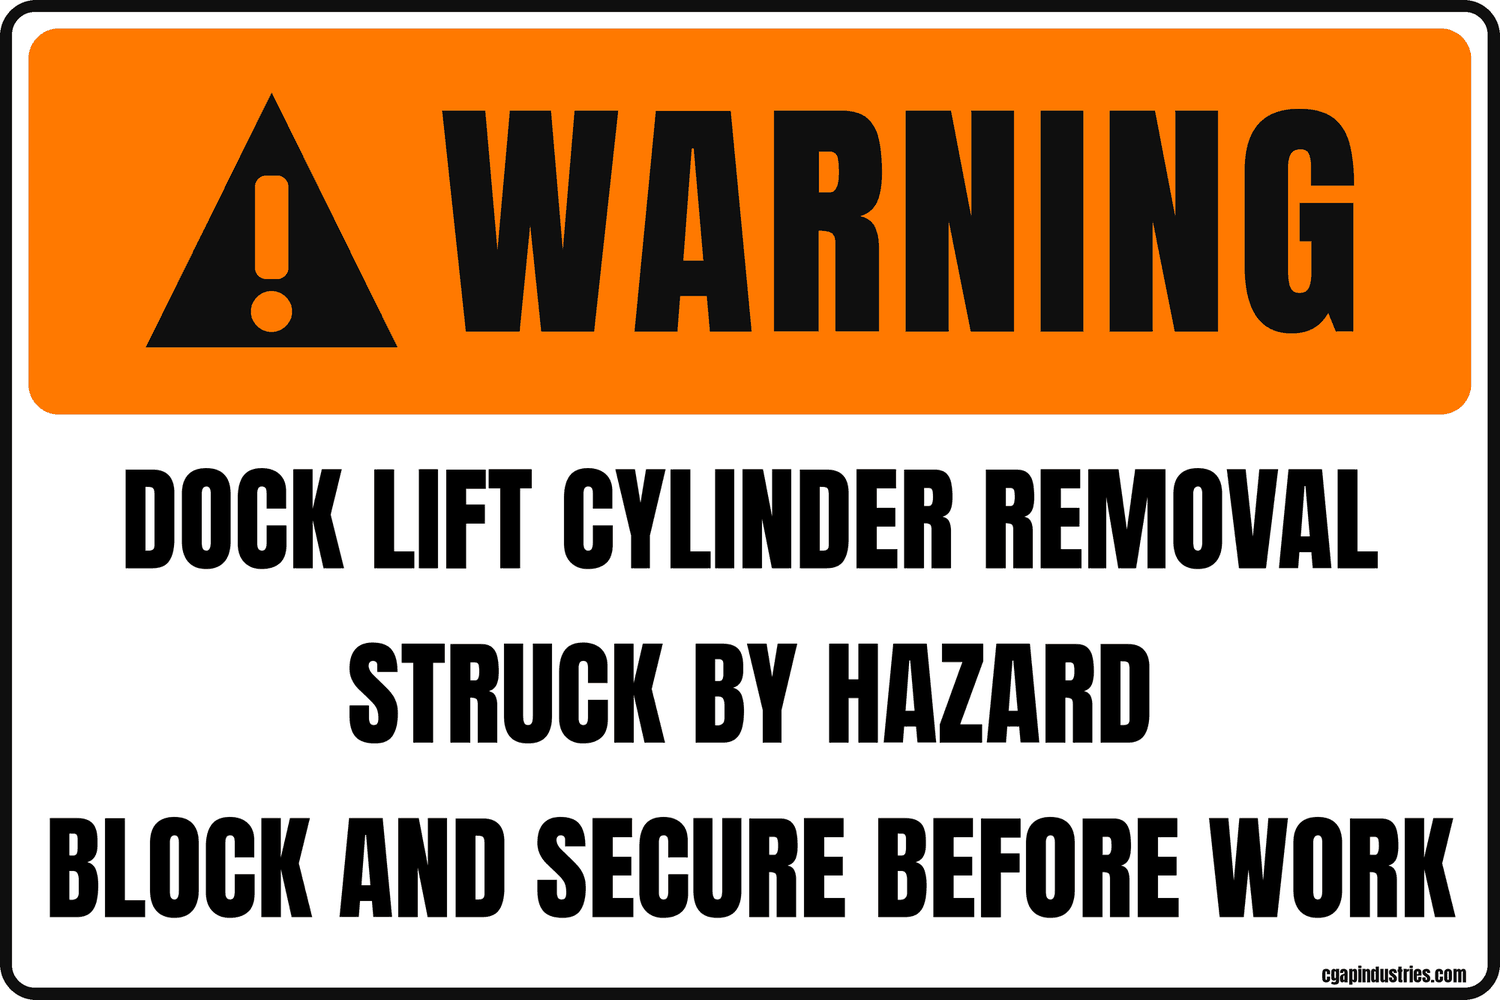 WARNING
DOCK LIFT CYLINDER REMOVAL
STRUCK BY HAZARD
BLOCK AND SECURE BEFORE WORK
cgapindustries.com